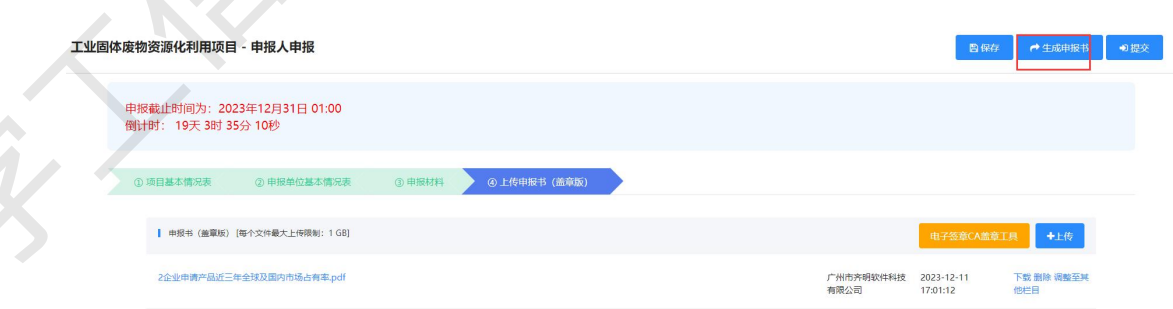 工业固体废物资源化利用项目 - 申报人申报
保存 生成申报书 提交
申报截止时间为：2023年12月31日 01:00
倒计时： 19天 3时 35分 10秒
① 项目基本情况表 ② 申报单位基本情况表 ③ 申报材料 ④ 上传申报书（盖章版）
申报书（盖章版） [每个文件最大上传限制：1 GB] 电子签章CA盖章工具 +上传
2企业申请产品近三年全球及国内市场占有率.pdf 广州市齐明软件科技 2023-12-11 下载 删除 调整至其
有限公司 17:01:12 他栏目